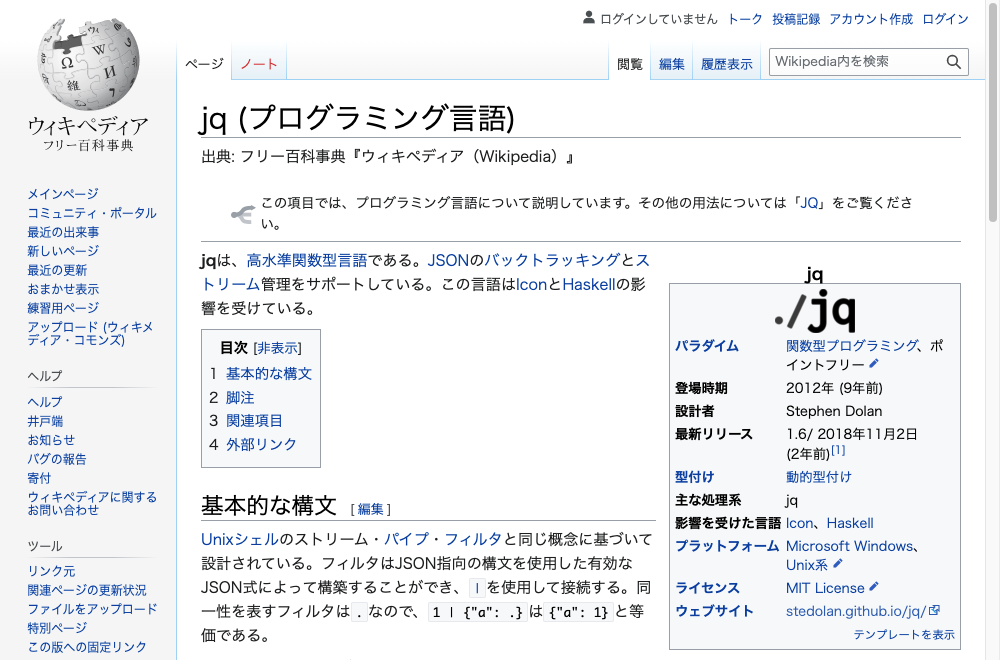 ログインしていません トーク 投稿記録 アカウント作成 ログイン
ページ ノート 閲覧 編集 履歴表示 Wikipedia内を検索
Ω W И 維
ウィキペディア
フリー百科事典
メインページ
コミュニティ・ポータル
最近の出来事
新しいページ
最近の更新
おまかせ表示
練習用ページ
アップロード (ウィキメ
ディア・コモンズ)
ヘルプ
ヘルプ
井戸端
お知らせ
バグの報告
寄付
ウィキペディアに関する
お問い合わせ
ツール
リンク元
関連ページの更新状況
ファイルをアップロード
特別ページ
この版への固定リンク
jq (プログラミング言語)
出典: フリー百科事典『ウィキペディア（Wikipedia）』
この項目では、プログラミング言語について説明しています。その他の用法については「JQ」をご覧くださ
い。
jqは、高水準関数型言語である。JSONのバックトラッキングとス
トリーム管理をサポートしている。この言語はIconとHaskellの影
響を受けている。
目次 [非表示]
1 基本的な構文
2 脚注
3 関連項目
4 外部リンク
基本的な構文 [ 編集 ]
Unixシェルのストリーム・パイプ・フィルタと同じ概念に基づいて
設計されている。フィルタはJSON指向の構文を使用した有効な
JSON式によって構築することができ、 | を使用して接続する。同
一性を表すフィルタは . なので、 1 | {"a": .} は {"a": 1} と等
価である。
jq
./jq
パラダイム 関数型プログラミング、ポ
イントフリー
登場時期 2012年 (9年前)
設計者 Stephen Dolan
最新リリース 1.6/ 2018年11月2日
(2年前)[1]
型付け 動的型付け
主な処理系 jq
影響を受けた言語 Icon、Haskell
プラットフォーム Microsoft Windows、
Unix系
ライセンス MIT License
ウェブサイト stedolan.github.io/jq/
テンプレートを表示